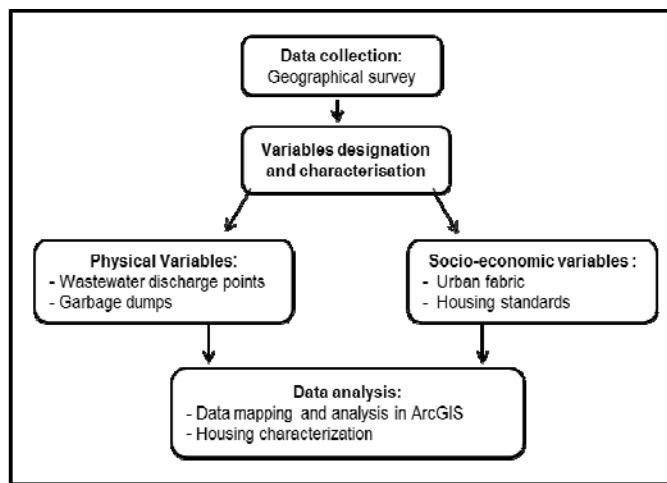 Data collection:
Geographical survey
Variables designation
and characterisation
Physical Variables:
- Wastewater discharge points
- Garbage dumps
Socio-economic variables :
- Urban fabric
- Housing standards
Data analysis:
- Data mapping and analysis in ArcGIS
- Housing characterization